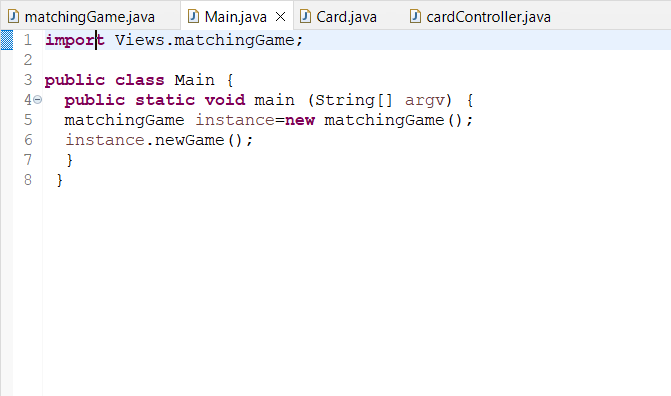 matchingGame.java Main.java Card.java cardController.java
1 import Views.matchingGame;
2
3 public class Main {
4 public static void main (String[] argv) {
5 matchingGame instance=new matchingGame();
6 instance.newGame();
7 }
8 }